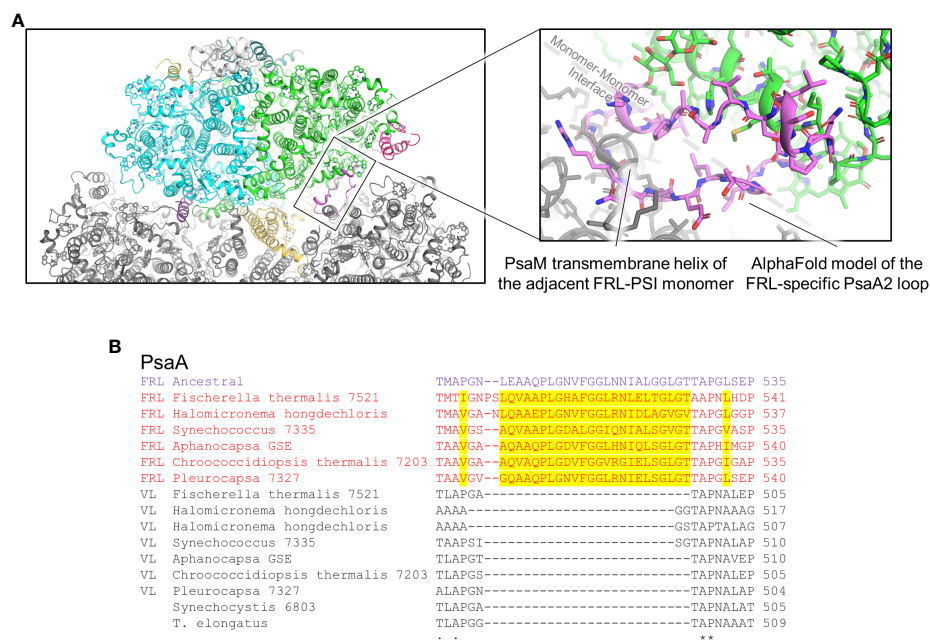 A
Monomer-Monomer
Interface
PsaM transmembrane helix of
the adjacent FRL-PSI monomer
AlphaFold model of the
FRL-specific PsaA2 loop
B
PsaA
FRL Ancestral TMAPGN--LEAAQPLGNVFGGLNNIALGGLGTTAPGLSEP 535
FRL Fischerella thermalis 7521 TMTIGNPSLQVAAPLGHAFGGLRNELTGLGTAAPNLHDP 541
FRL Halomicronema hongdechloris TMAVGA-NLQAAEPLGNVFGGLRNIDLAGVGVTAPGLGGP 537
FRL Synechococcus 7335 TMAVGS--AQVAAPLGDALGGIQNIALSGVGTTAPGVASP 535
FRL Aphanocapsa GSE TAAVGA--AQAAQPLGDVFGGLHNIQLSGLGTTAPHIMGP 540
FRL Chroococcidiopsis thermalis 7203 TAAVGA--AQVAQPLGDVFGGVRGIELSGLGTTAPGIGAP 535
FRL Pleurocapsa 7327 TAAVGV--GQAAQPLGNVFGGLRNIELSGLGTTAPGLSEP 540
VL Fischerella thermalis 7521 TLAPGA-------------------------TAPNALEP 505
VL Halomicronema hongdechloris AAAA-------------------------GGTAPNAAGG 517
VL Halomicronema hongdechloris AAAA-------------------------GSTAPTALAG 507
VL Synechococcus 7335 TAAPSI-----------------------SGTAPNALAP 510
VL Aphanocapsa GSE TLAPGT-------------------------TAPNAVEP 510
VL Chroococcidiopsis thermalis 7203 TLAPGS-------------------------TAPNALEP 505
VL Pleurocapsa 7327 ALAPGN-------------------------TAPNALAP 504
Synechocystis 6803 TLAPGA-------------------------TAPNALAT 505
T. elongatus TLAPGG-------------------------TAPNAAAT 509
. . **